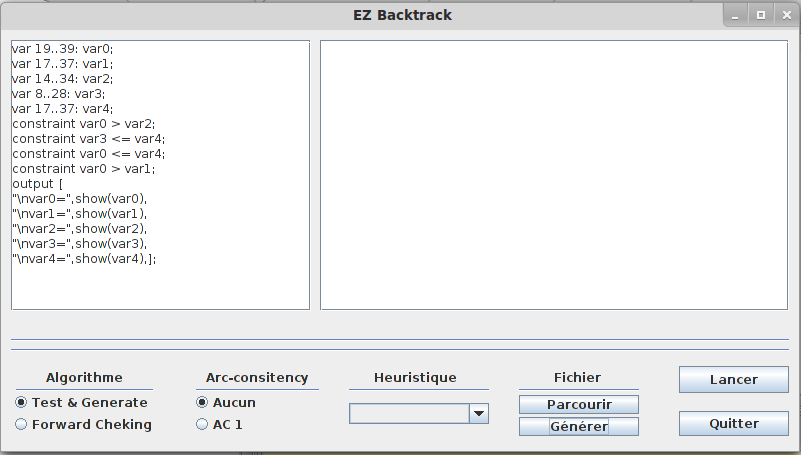 EZ Backtrack
var 19..39: var0;
var 17..37: var1;
var 14..34: var2;
var 8..28: var3;
var 17..37: var4;
constraint var0 > var2;
constraint var3 <= var4;
constraint var0 <= var4;
constraint var0 > var1;
output [
"\nvar0=",show(var0),
"\nvar1=",show(var1),
"\nvar2=",show(var2),
"\nvar3=",show(var3),
"\nvar4=",show(var4),];
Algorithme
Test & Generate
Forward Cheking
Arc-consitency
Aucun
AC 1
Heuristique
Fichier
Parcourir
Générer
Lancer
Quitter